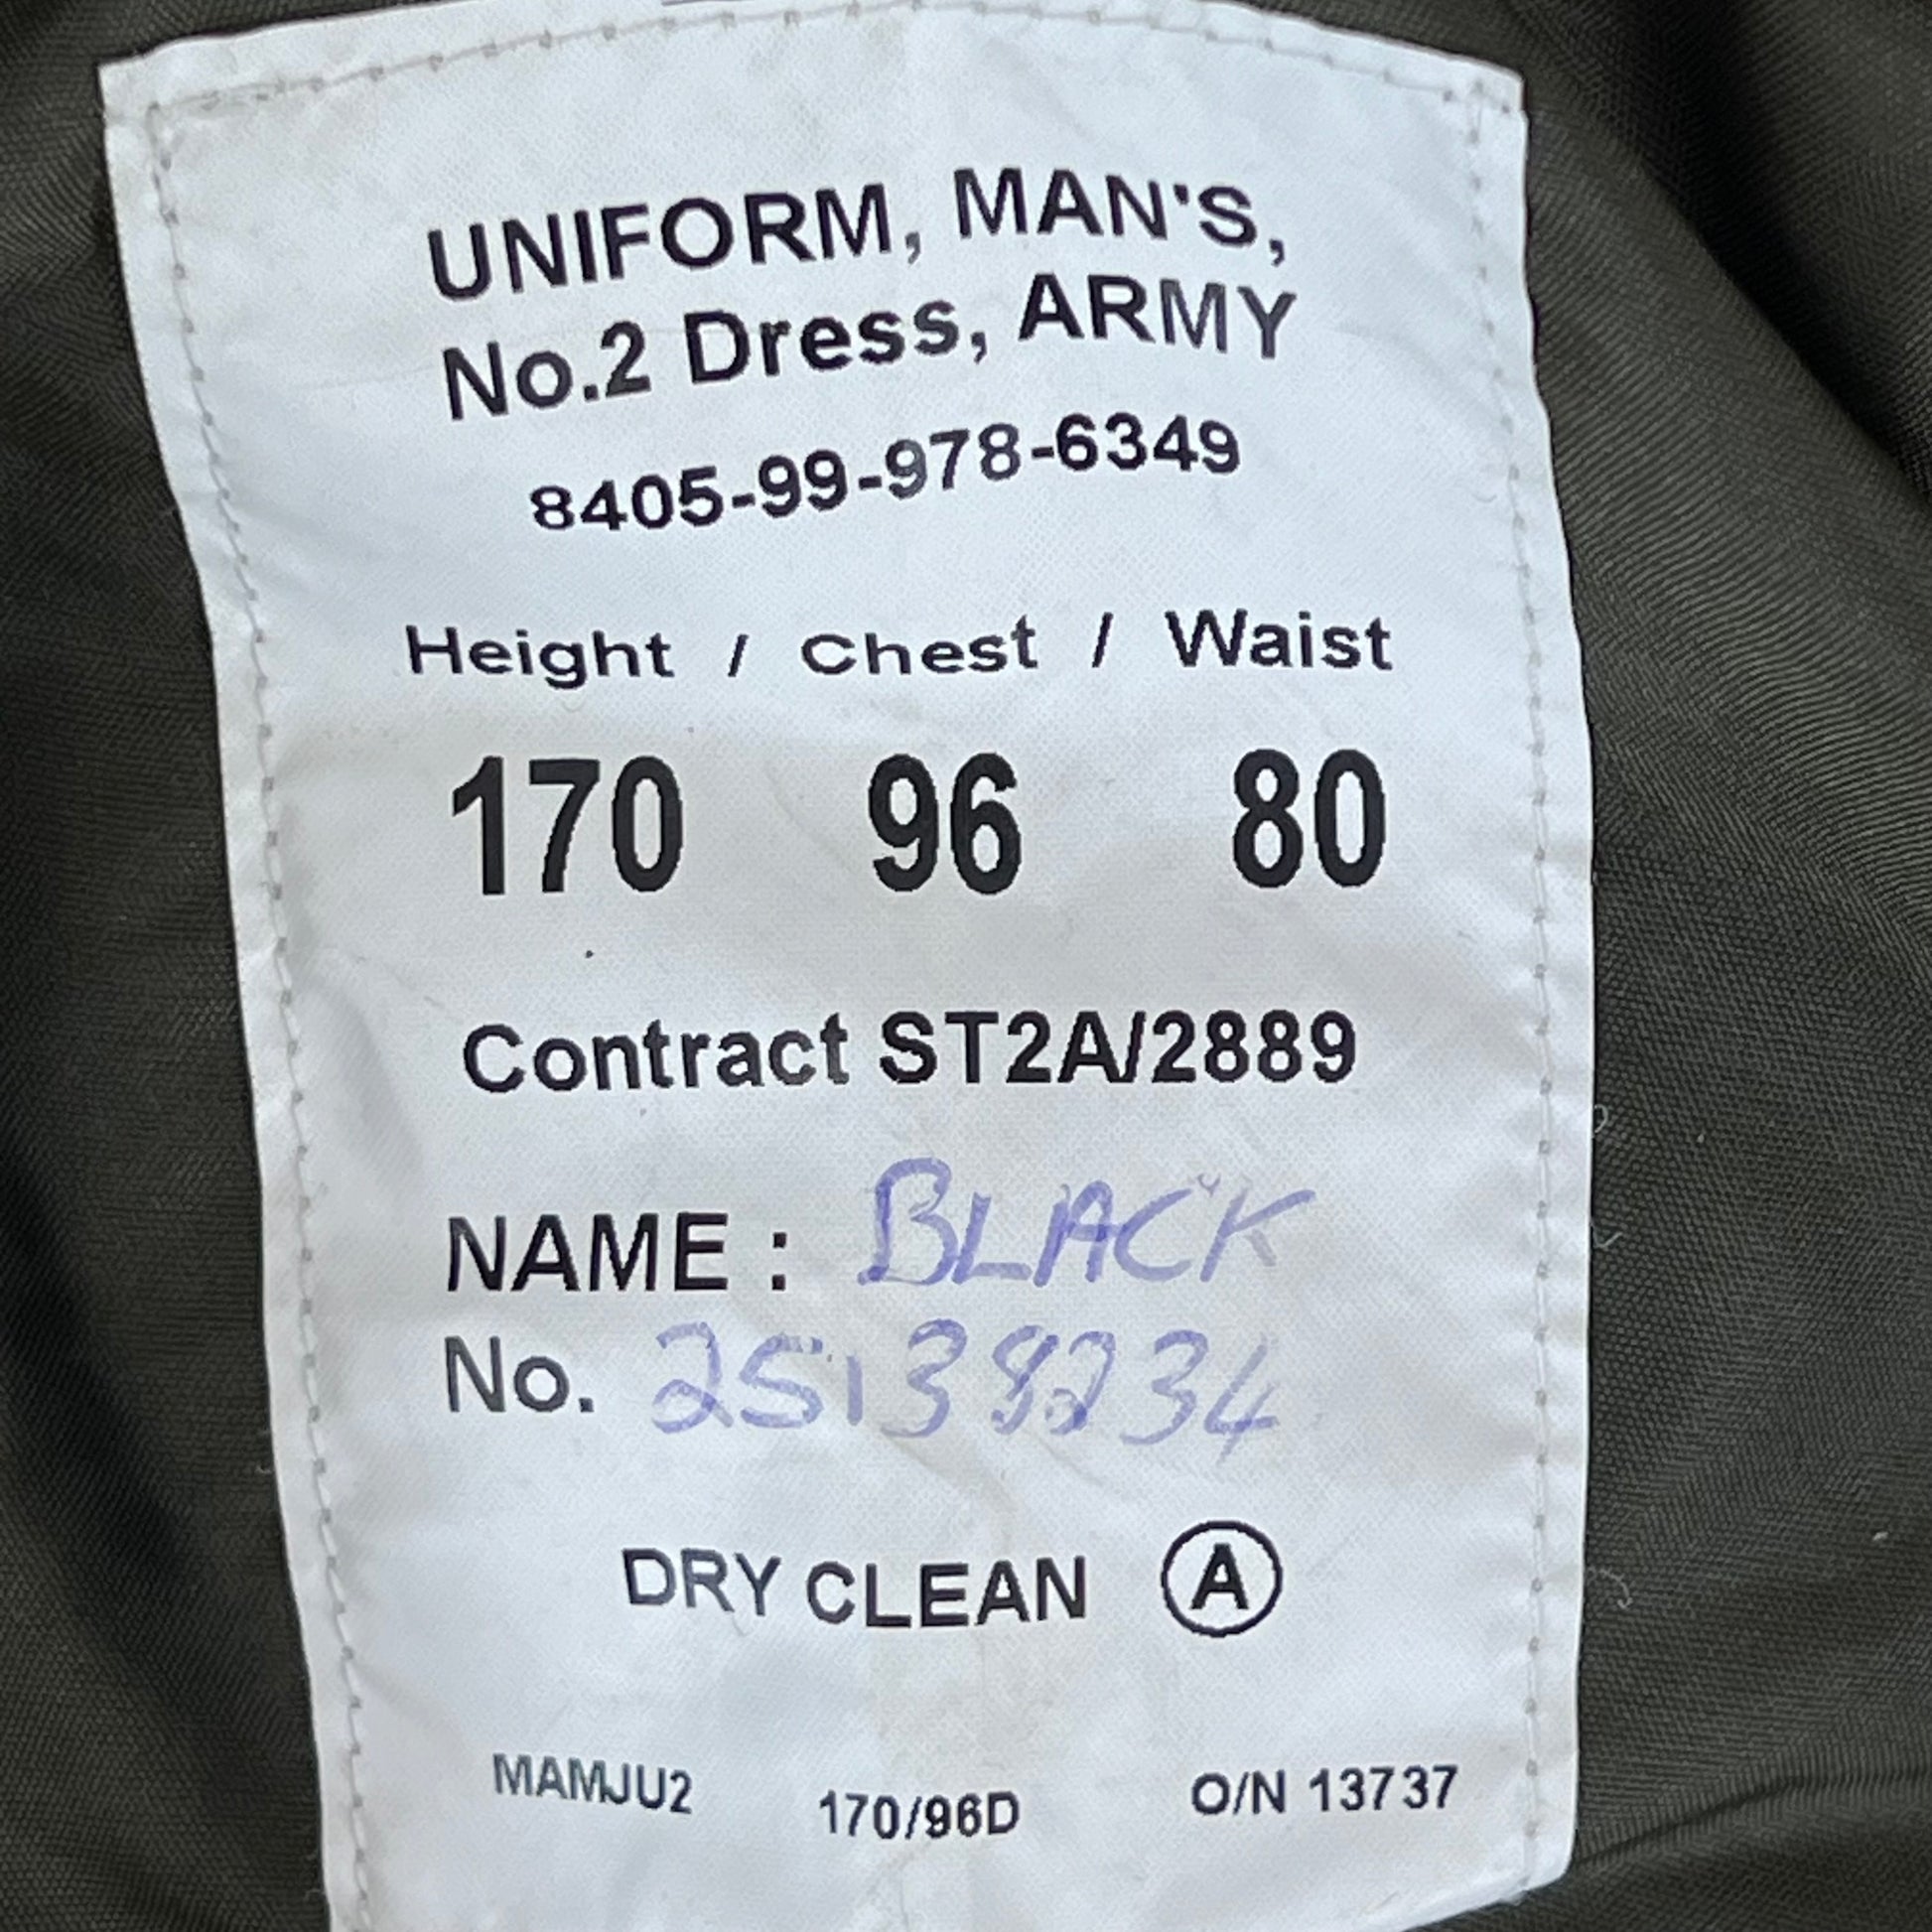 UNIFORM, MAN'S,
No.2 Dress, ARMY
8405-99-978-6349
Height / Chest / Waist
170 96 80
Contract ST2A/2889
NAME : BLACK
No. 25138234
DRY CLEAN A
MAMJU2 170/96D O/N 13737